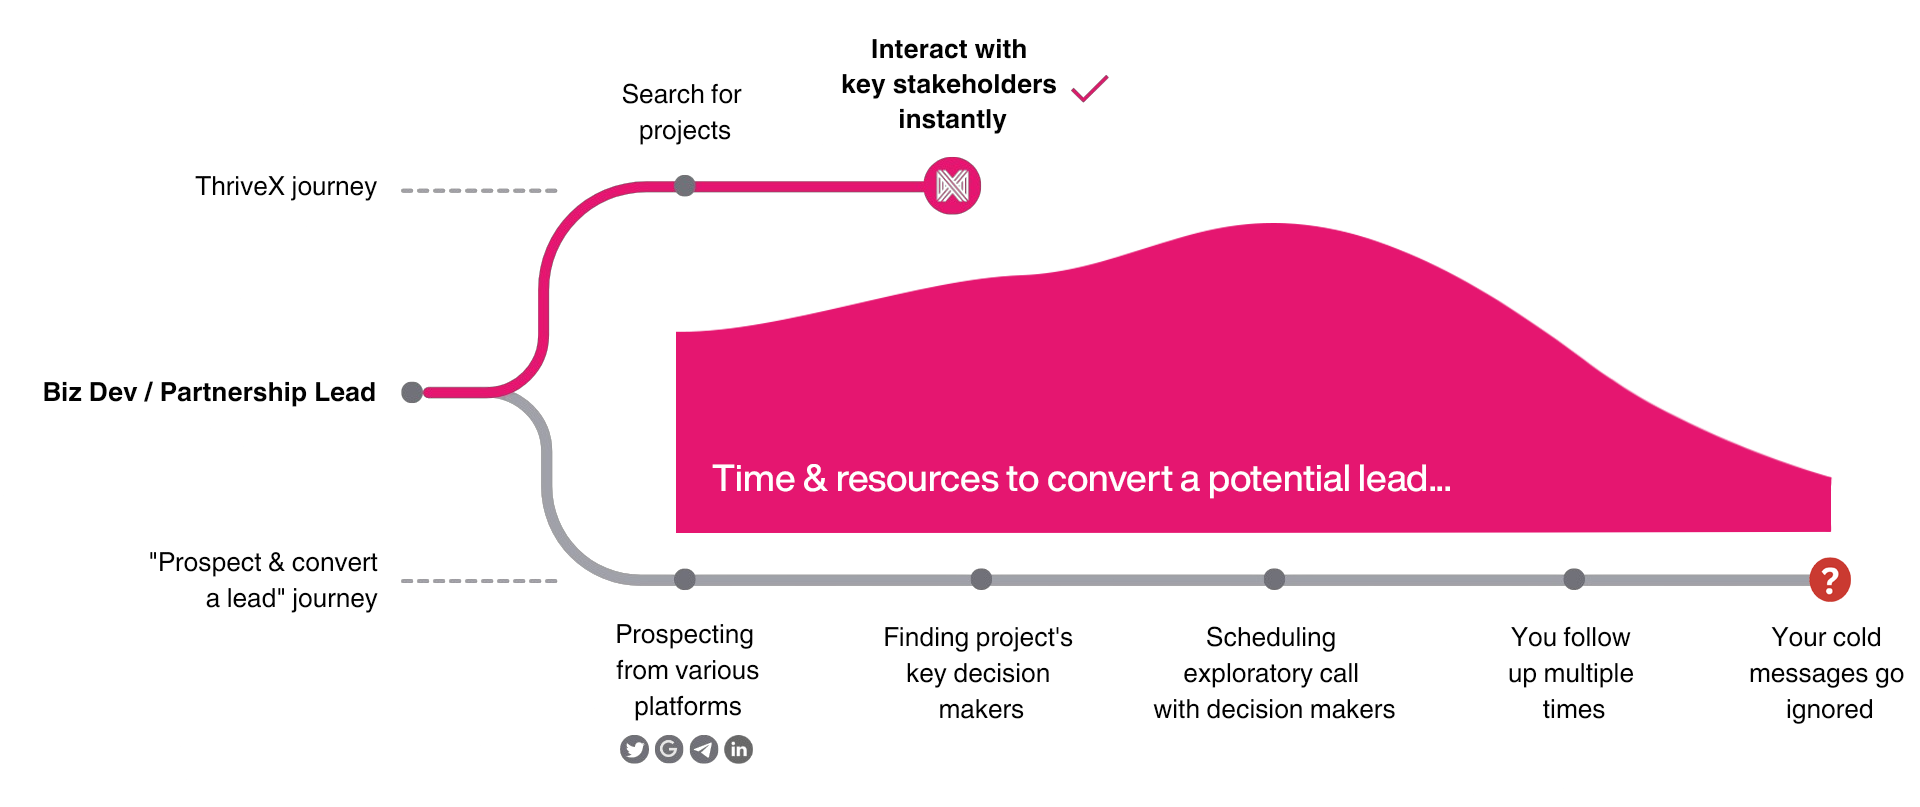 Interact with
key stakeholders
instantly
Search for
projects
ThriveX journey
Biz Dev / Partnership Lead
Time & resources to convert a potential lead...
"Prospect & convert
a lead" journey
?
Prospecting
from various
platforms
Finding project's
key decision
makers
Scheduling
exploratory call
with decision makers
You follow
up multiple
times
Your cold
messages go
ignored
G
in